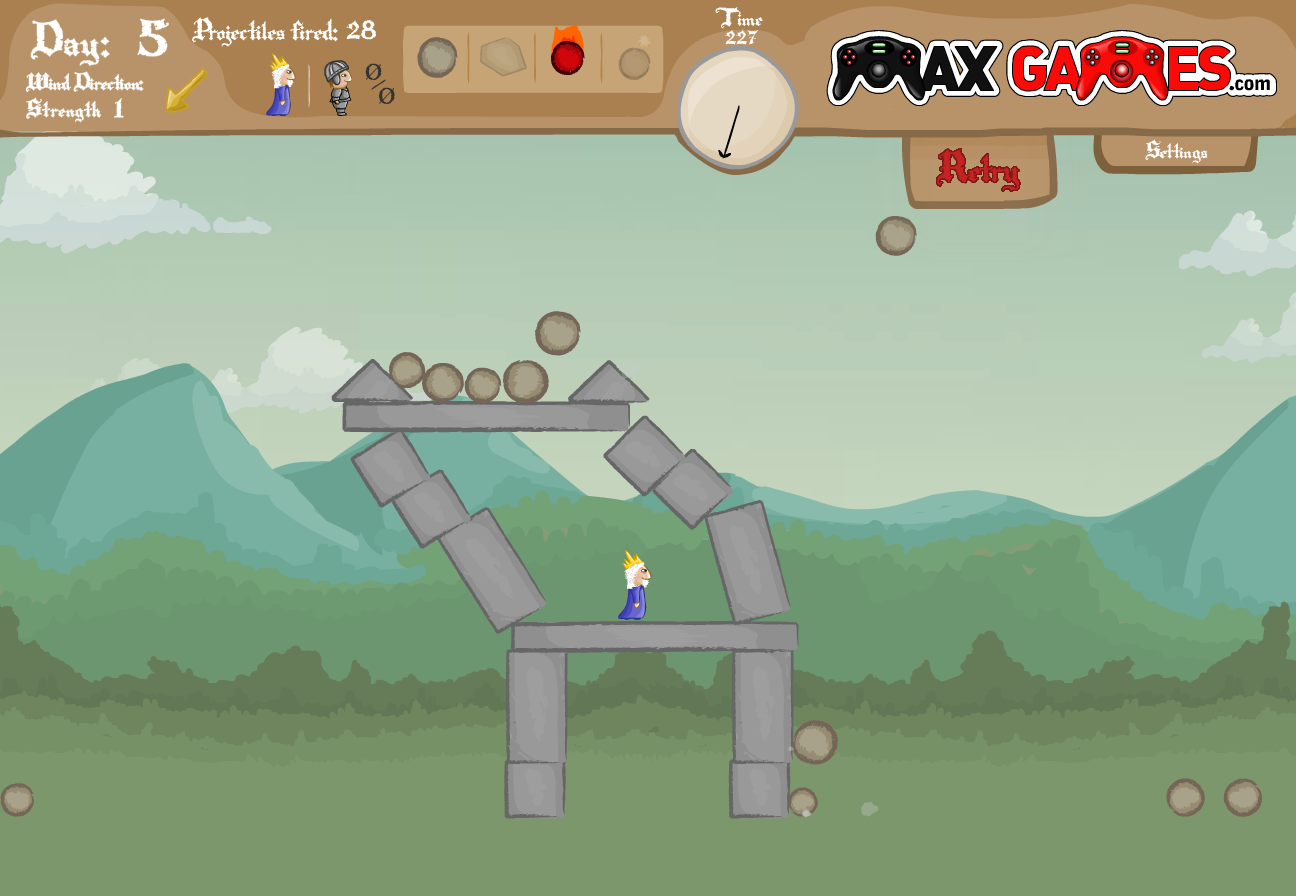 Day: 5
Projectiles fired: 28
Wind Direction:
Strength 1
0/0
Time
227
MAX GAMES.com
Retry
Settings